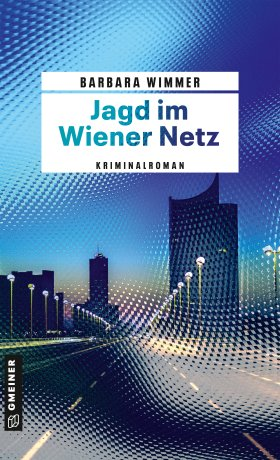 BARBARA WIMMER
Jagd im
Wiener Netz
KRIMINALROMAN
GMEINER